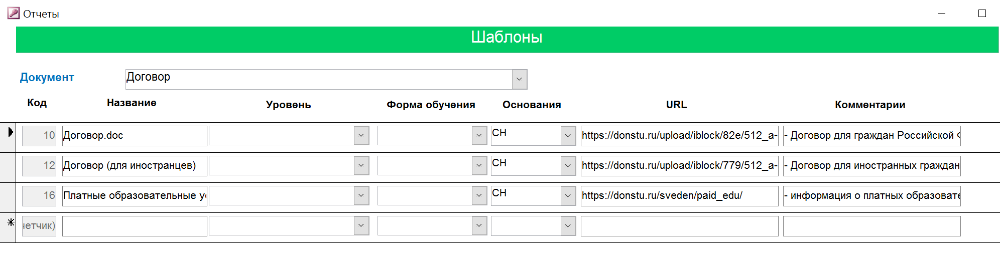 Отчеты
Шаблоны
Документ Договор
Код Название Уровень Форма обучения Основания URL Комментарии
10 Договор.doc СН https://donstu.ru/upload/iblock/82e/512_a- - Договор для граждан Российской
12 Договор (для иностранцев) СН https://donstu.ru/upload/iblock/779/512_a- - Договор для иностранных граждан
16 Платные образовательные СН https://donstu.ru/sveden/paid_edu/ - информация о платных образовате
четчик)